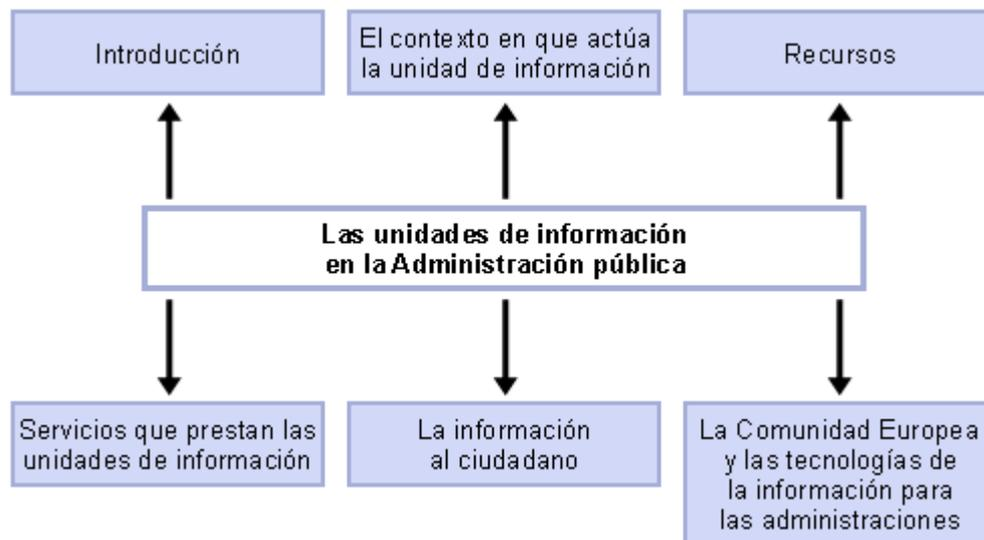 Introducción
El contexto en que actúa
la unidad de información
Recursos
Las unidades de información
en la Administración pública
Servicios que prestan las
unidades de información
La información
al ciudadano
La Comunidad Europea
y las tecnologías de
la información para
las administraciones